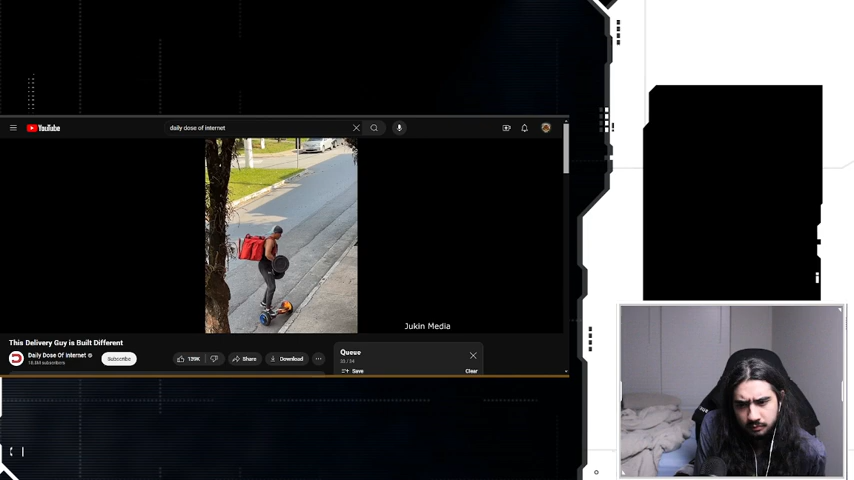 YouTube
daily dose of internet
Jukin Media
This Delivery Guy is Built Different
Daily Dose Of Internet
Subscribe
139K
Share
Download
Queue
Save
Clear